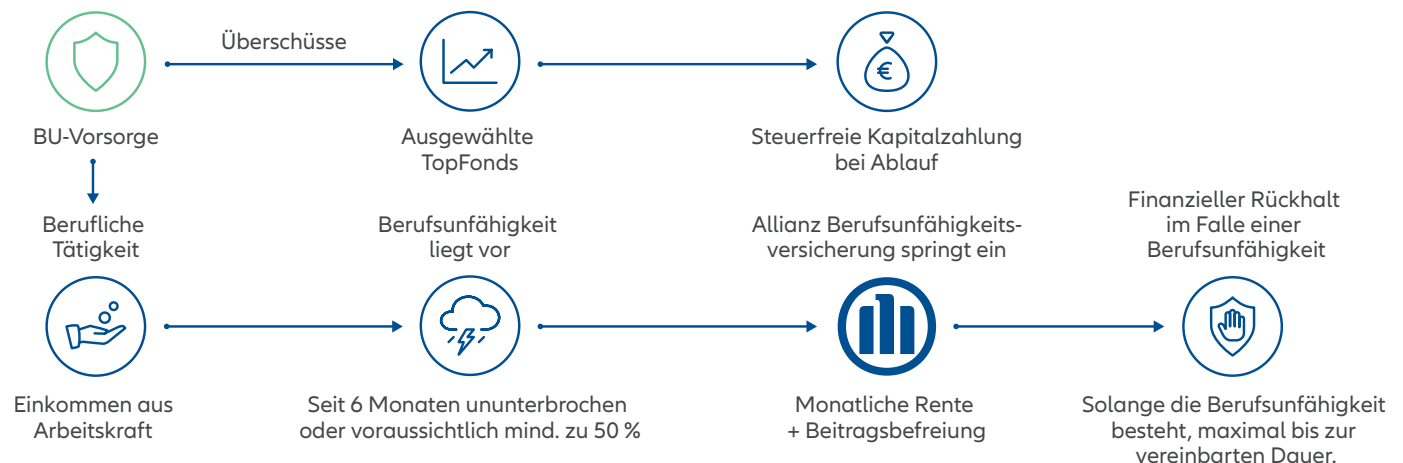 Überschüsse
€
BU-Vorsorge
Ausgewählte
TopFonds
Steuerfreie Kapitalzahlung
bei Ablauf
Berufliche
Tätigkeit
Berufsunfähigkeit
liegt vor
Allianz Berufsunfähigkeits-
versicherung springt ein
Finanzieller Rückhalt
im Falle einer
Berufsunfähigkeit
Einkommen aus
Arbeitskraft
Seit 6 Monaten ununterbrochen
oder voraussichtlich mind. zu 50 %
Monatliche Rente
+ Beitragsbefreiung
Solange die Berufsunfähigkeit
besteht, maximal bis zur
vereinbarten Dauer.